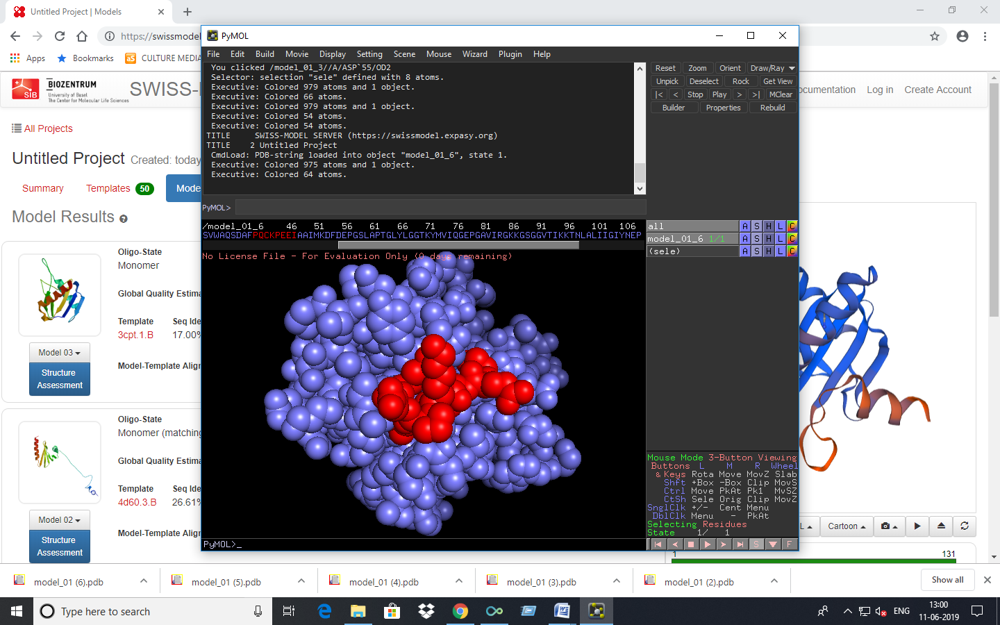 Untitled Project | Models
https://swissmodel
Apps
Bookmarks
aS
CULTURE MEDIA
SIB
BIOZENTRUM
University of Basel
The Center for Molecular Life Sciences
SWISS-
ocumentation
Log in
Create Account
All Projects
Untitled Project Created: today
Summary
Templates 50
Mode
Model Results
Oligo-State
Monomer
Global Quality Estima
Template Seq Ide
3cpt.1.B 17.00%
Model 03
Structure
Assessment
Model-Template Align
Oligo-State
Monomer (matching
Global Quality Estima
Template Seq Ide
4d60.3.B 26.61%
Model 02
Structure
Assessment
Model-Template Align
PyMOL
File Edit Build Movie Display Setting Scene Mouse Wizard Plugin Help
You clicked /model_01_3//A/ASP`55/OD2
Selector: selection "sele" defined with 8 atoms.
Executive: Colored 979 atoms and 1 object.
Executive: Colored 66 atoms.
Executive: Colored 979 atoms and 1 object.
Executive: Colored 54 atoms.
Executive: Colored 54 atoms.
TITLE SWISS-MODEL SERVER (https://swissmodel.expasy.org)
TITLE 2 Untitled Project
CmdLoad: PDB-string loaded into object "model_01_6", state 1.
Executive: Colored 975 atoms and 1 object.
Executive: Colored 64 atoms.
PyMOL>
Reset Zoom Orient Draw/Ray
Unpick Deselect Rock Get View
|< < Stop Play > >| MClear
Builder Properties Rebuild
/model_01_6 46 51 56 61 66 71 76 81 86 91 96 101 106
SVWAQSDAFPQCKPEEIAAIMKDFDEPGSLAPTGLYLGGTKYMVIQGEPGAVIRGKKGSGGVTIKKTNLALIIGIYNEP
No License File - For Evaluation Only (0 days remaining)
all A S H L C
model_01_6 1/1 A S H L C
(sele) A S H L C
Mouse Mode 3-Button Viewing
Buttons L M R Wheel
& Keys Rota Move MovZ Slab
Shft +Box -Box Clip MovS
Ctrl Move PkAt Pk1 MvSZ
CtSh Sele Orig Clip MovZ
SnglClk +/- Cent Menu
DblClk Menu - PkAt
Selecting Residues
State 1/ 1
S F
PyMOL>_
L
Cartoon
1 131
model_01 (6).pdb
model_01 (5).pdb
model_01 (4).pdb
model_01 (3).pdb
model_01 (2).pdb
Show all
Type here to search
ENG
13:00
11-06-2019